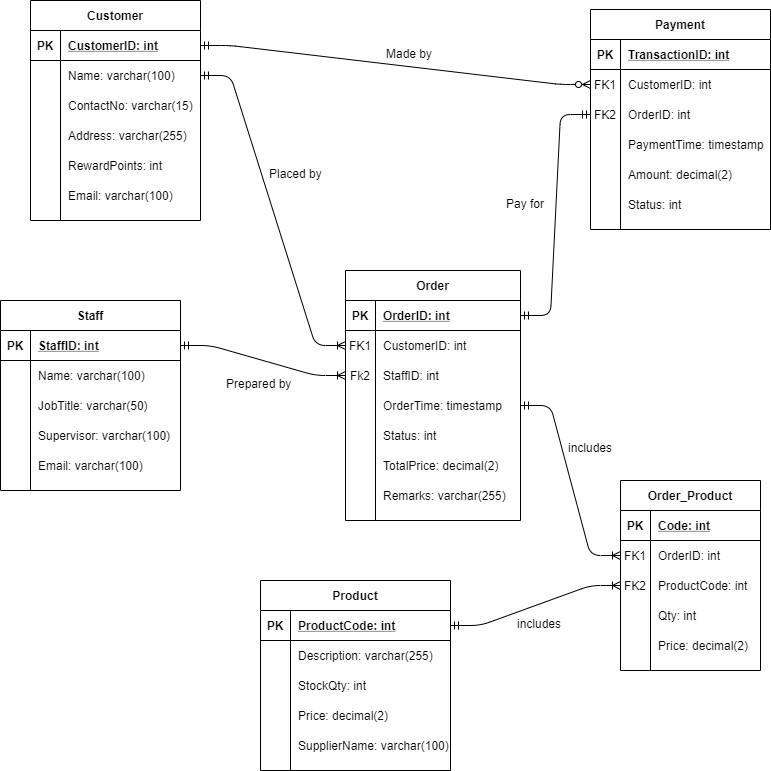 Customer
PK CustomerID: int
Name: varchar(100)
ContactNo: varchar(15)
Address: varchar(255)
RewardPoints: int
Email: varchar(100)
Made by
Payment
PK TransactionID: int
FK1 CustomerID: int
FK2 OrderID: int
PaymentTime: timestamp
Amount: decimal(2)
Status: int
Placed by
Pay for
Staff
PK StaffID: int
Name: varchar(100)
JobTitle: varchar(50)
Supervisor: varchar(100)
Email: varchar(100)
Prepared by
Order
PK OrderID: int
FK1 CustomerID: int
Fk2 StaffID: int
OrderTime: timestamp
Status: int
TotalPrice: decimal(2)
Remarks: varchar(255)
includes
Order_Product
PK Code: int
FK1 OrderID: int
FK2 ProductCode: int
Qty: int
Price: decimal(2)
Product
PK ProductCode: int
Description: varchar(255)
StockQty: int
Price: decimal(2)
SupplierName: varchar(100)
includes